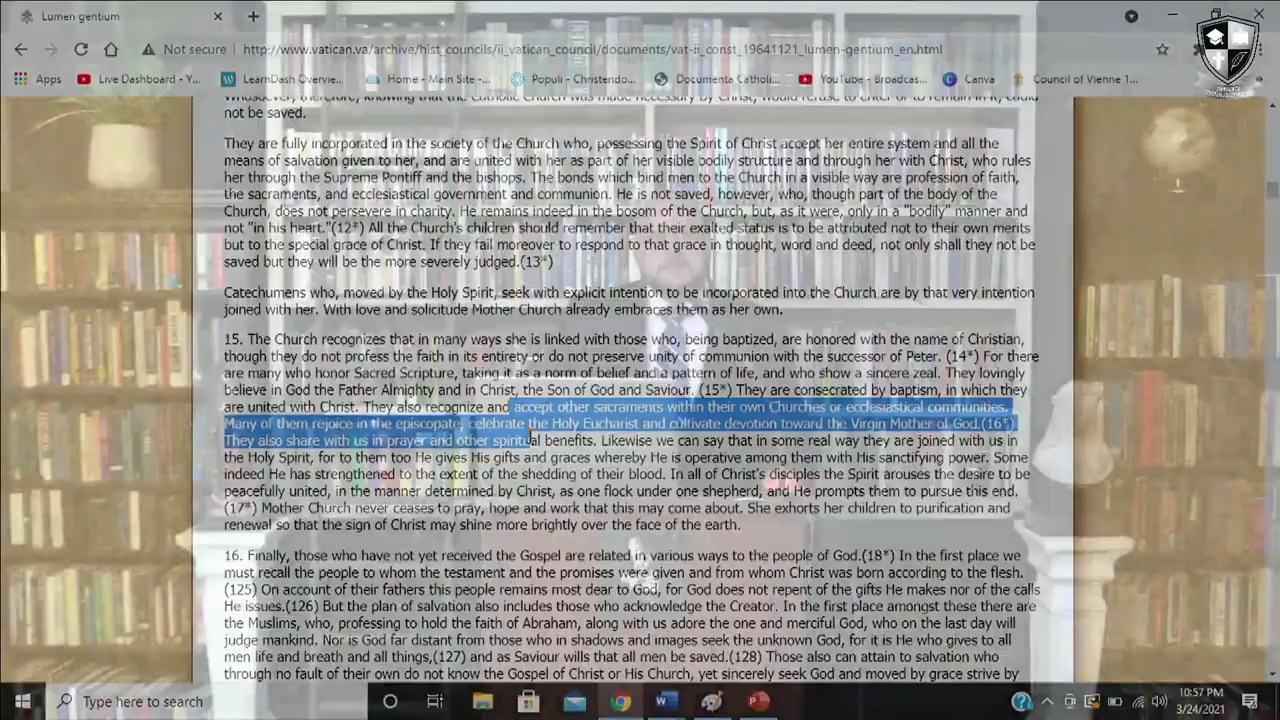 Lumen gentium
Not secure
http://www.vatican.va/archive/hist_councils/ii_vatican_council/documents/vat-ii_const_19641121_lumen-gentium_en.html
Apps
Live Dashboard - Y...
LearnDash Overvie...
Home - Main Site -...
Populi - Christendo...
Documenta Catholi...
YouTube - Broadcas...
Canva
Council of Vienne 1...
Whosoever, therefore, knowing that the Catholic Church was made necessary by Christ, would refuse to enter or to remain in it, could
not be saved.
They are fully incorporated in the society of the Church who, possessing the Spirit of Christ accept her entire system and all the
means of salvation given to her, and are united with her as part of her visible bodily structure and through her with Christ, who rules
her through the Supreme Pontiff and the bishops. The bonds which bind men to the Church in a visible way are profession of faith,
the sacraments, and ecclesiastical government and communion. He is not saved, however, who, though part of the body of the
Church, does not persevere in charity. He remains indeed in the bosom of the Church, but, as it were, only in a "bodily" manner and
not "in his heart."(12*) All the Church's children should remember that their exalted status is to be attributed not to their own merits
but to the special grace of Christ. If they fail moreover to respond to that grace in thought, word and deed, not only shall they not be
saved but they will be the more severely judged.(13*)
Catechumens who, moved by the Holy Spirit, seek with explicit intention to be incorporated into the Church are by that very intention
joined with her. With love and solicitude Mother Church already embraces them as her own.
15. The Church recognizes that in many ways she is linked with those who, being baptized, are honored with the name of Christian,
though they do not profess the faith in its entirety or do not preserve unity of communion with the successor of Peter. (14*) For there
are many who honor Sacred Scripture, taking it as a norm of belief and a pattern of life, and who show a sincere zeal. They lovingly
believe in God the Father Almighty and in Christ, the Son of God and Saviour. (15*) They are consecrated by baptism, in which they
are united with Christ. They also recognize and accept other sacraments within their own Churches or ecclesiastical communities.
Many of them rejoice in the episcopate, celebrate the Holy Eucharist and cultivate devotion toward the Virgin Mother of God.(16*)
They also share with us in prayer and other spiritual benefits. Likewise we can say that in some real way they are joined with us in
the Holy Spirit, for to them too He gives His gifts and graces whereby He is operative among them with His sanctifying power. Some
indeed He has strengthened to the extent of the shedding of their blood. In all of Christ's disciples the Spirit arouses the desire to be
peacefully united, in the manner determined by Christ, as one flock under one shepherd, and He prompts them to pursue this end.
(17*) Mother Church never ceases to pray, hope and work that this may come about. She exhorts her children to purification and
renewal so that the sign of Christ may shine more brightly over the face of the earth.
16. Finally, those who have not yet received the Gospel are related in various ways to the people of God.(18*) In the first place we
must recall the people to whom the testament and the promises were given and from whom Christ was born according to the flesh.
(125) On account of their fathers this people remains most dear to God, for God does not repent of the gifts He makes nor of the calls
He issues.(126) But the plan of salvation also includes those who acknowledge the Creator. In the first place amongst these there are
the Muslims, who, professing to hold the faith of Abraham, along with us adore the one and merciful God, who on the last day will
judge mankind. Nor is God far distant from those who in shadows and images seek the unknown God, for it is He who gives to all
men life and breath and all things,(127) and as Saviour wills that all men be saved.(128) Those also can attain to salvation who
through no fault of their own do not know the Gospel of Christ or His Church, yet sincerely seek God and moved by grace strive by
Type here to search
10:57 PM
3/24/2021